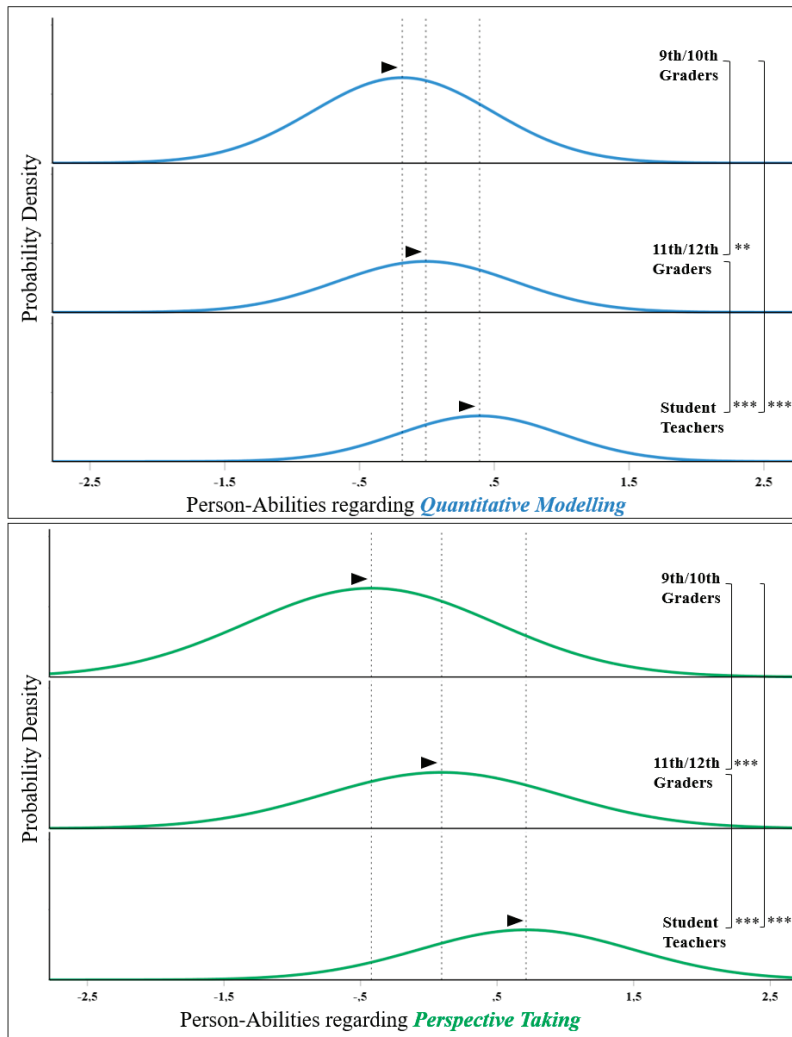 Probability Density
9th/10th
Graders
11th/12th **
Graders
Student *** ***
Teachers
-2.5 -1.5 -.5 .5 1.5 2.5
Person-Abilities regarding Quantitative Modelling
Probability Density
9th/10th
Graders
11th/12th ***
Graders
Student *** ***
Teachers
-2.5 -1.5 -.5 .5 1.5 2,5
Person-Abilities regarding Perspective Taking